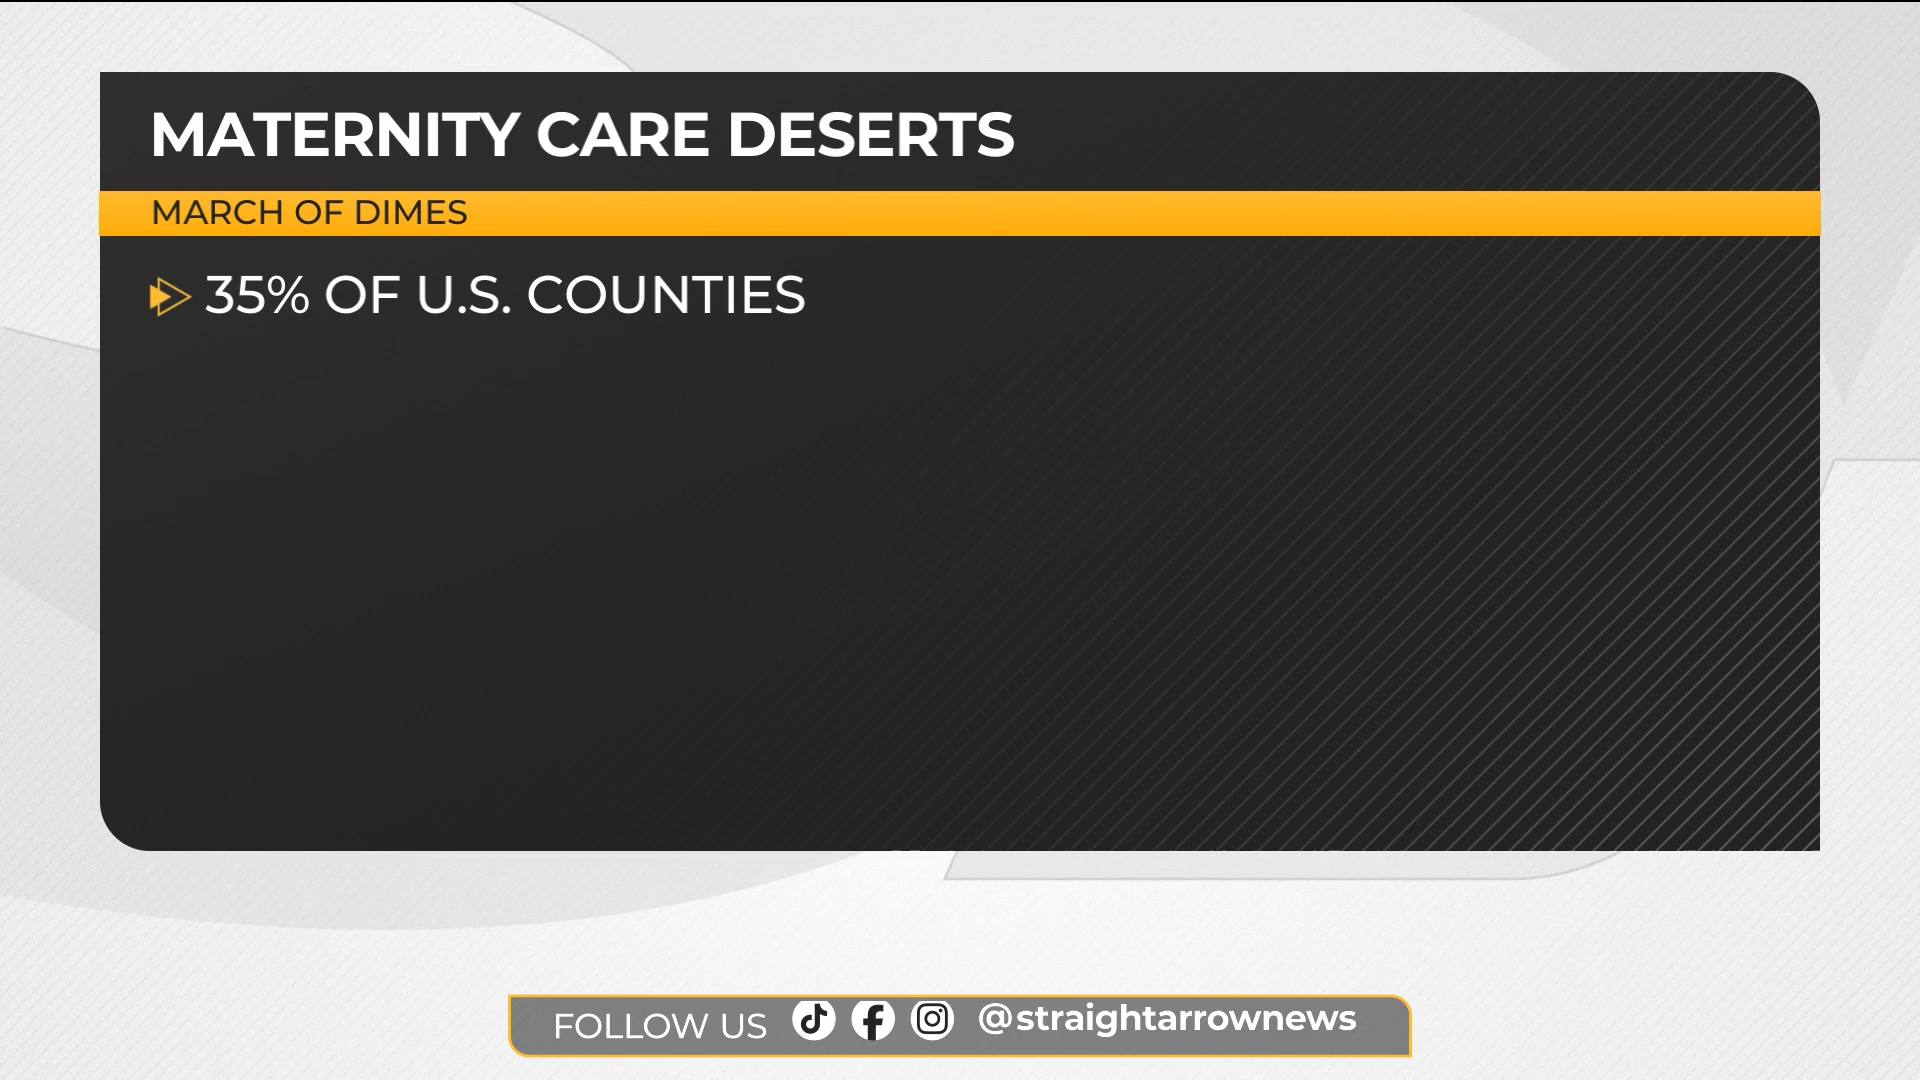 MATERNITY CARE DESERTS
MARCH OF DIMES
35% OF U.S. COUNTIES
FOLLOW US @straightarrownews